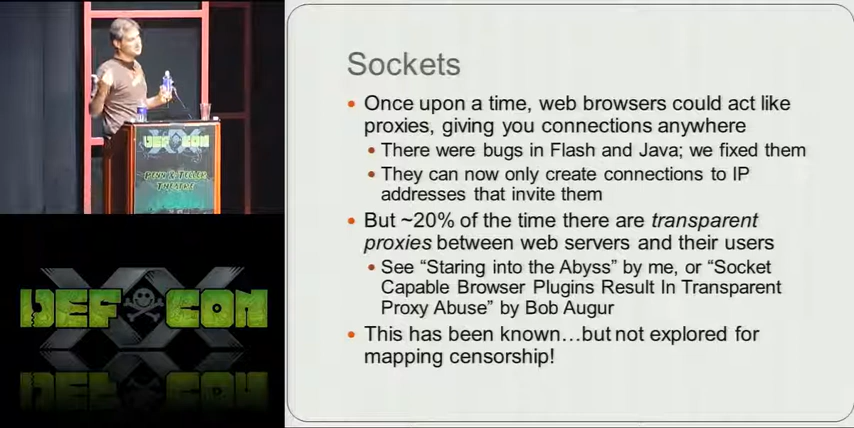 DEF CON
PENN & TELLER
THEATRE
DEF CON
Sockets
• Once upon a time, web browsers could act like
proxies, giving you connections anywhere
• There were bugs in Flash and Java; we fixed them
• They can now only create connections to IP
addresses that invite them
• But ~20% of the time there are transparent
proxies between web servers and their users
• See “Staring into the Abyss” by me, or “Socket
Capable Browser Plugins Result In Transparent
Proxy Abuse” by Bob Augur
• This has been known…but not explored for
mapping censorship!